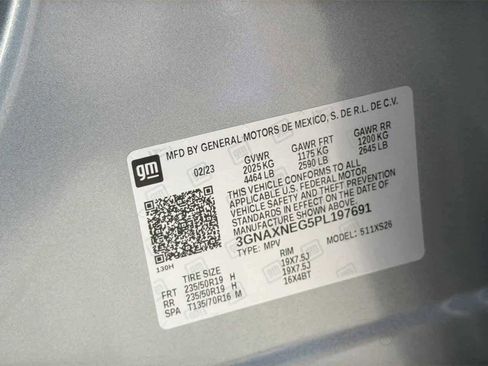 gm
MFD BY GENERAL MOTORS DE MEXICO, S. DE R.L. DE C.V.
02/23 GVWR GAWR FRT GAWR RR
2025 KG 1175 KG 1200 KG
4464 LB 2590 LB 2645 LB
THIS VEHICLE CONFORMS TO ALL
APPLICABLE U.S. FEDERAL MOTOR
VEHICLE SAFETY AND THEFT PREVENTION
STANDARDS IN EFFECT ON THE DATE OF
MANUFACTURE SHOWN ABOVE.
3GNAXNEG5PL197691
TYPE: MPV MODEL: 511XS26
130H
TIRE SIZE RIM
FRT 235/50R19 H 19X7.5J
RR 235/50R19 H 19X7.5J
SPA T135/70R16 M 16X4BT